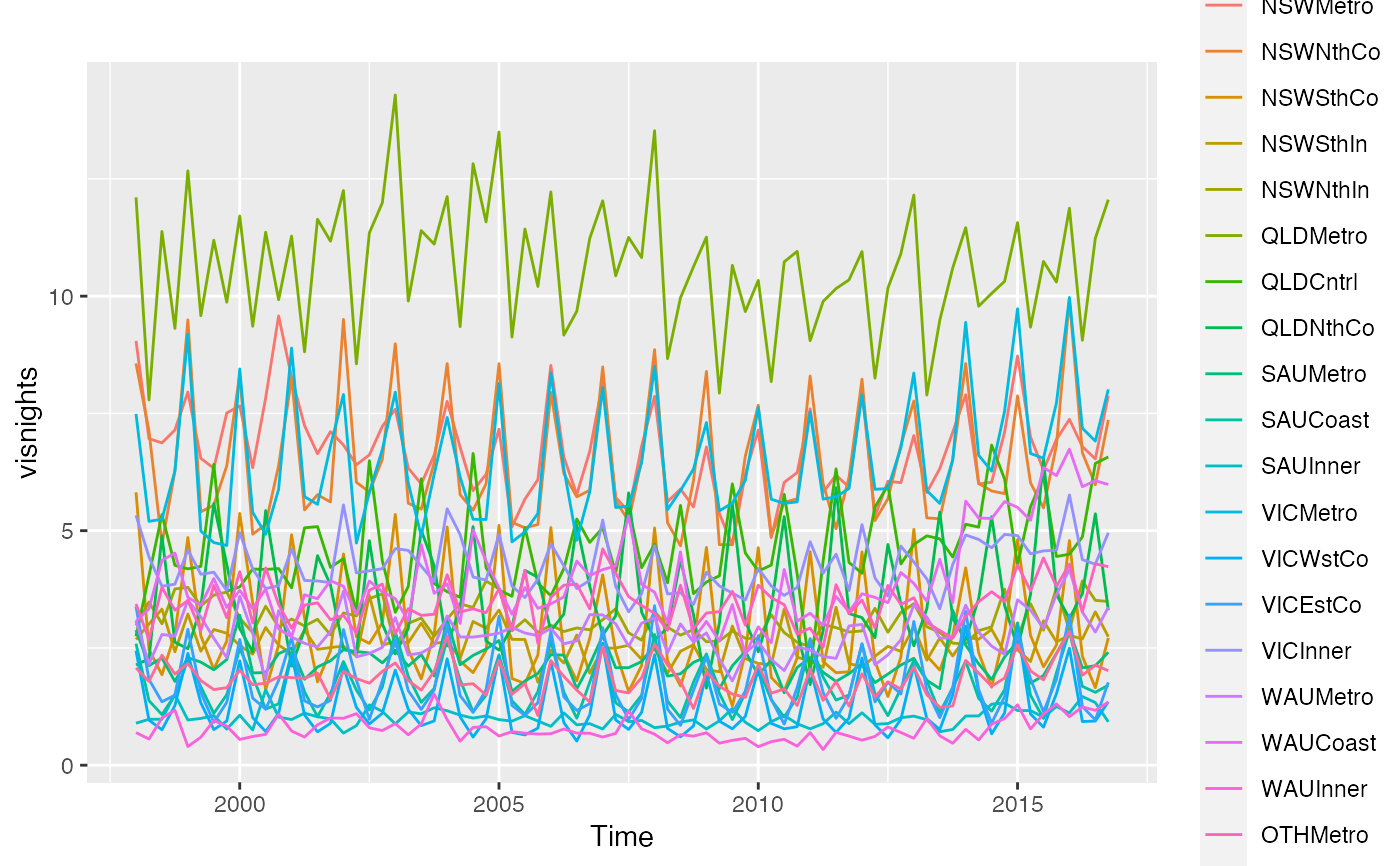 NSWMetro
NSWNthCo
NSWSthCo
NSWSthIn
NSWNthIn
QLDMetro
QLDCntrl
QLDNthCo
SAUMetro
SAUCoast
SAUInner
VICMetro
VICWstCo
VICEstCo
VICInner
WAUMetro
WAUCoast
WAUInner
OTHMetro
visnights
10
5
0
2000
2005
2010
2015
Time